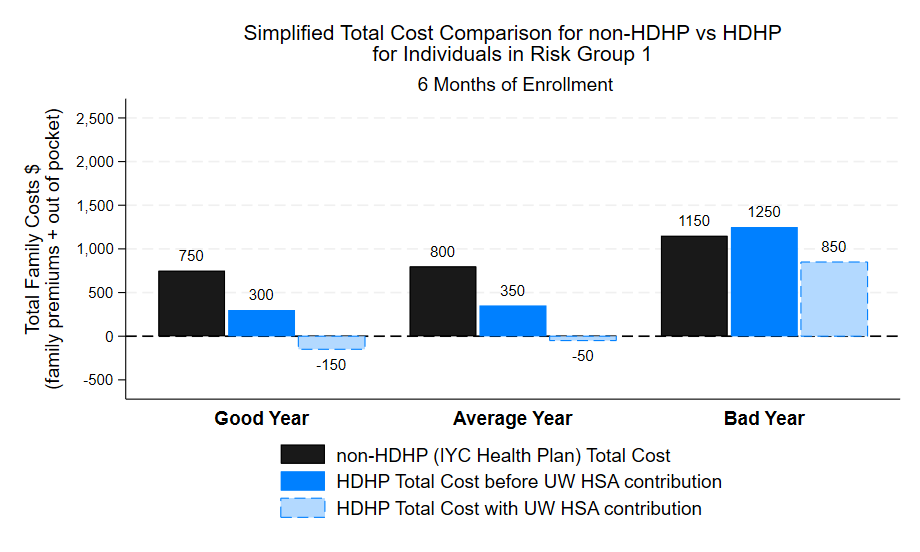 Simplified Total Cost Comparison for non-HDHP vs HDHP
for Individuals in Risk Group 1
6 Months of Enrollment
Total Family Costs $
(family premiums + out of pocket)
2,500
2,000
1,500
1,000
500
0
-500
750
300
-150
800
350
-50
1150
1250
850
Good Year
Average Year
Bad Year
non-HDHP (IYC Health Plan) Total Cost
HDHP Total Cost before UW HSA contribution
HDHP Total Cost with UW HSA contribution